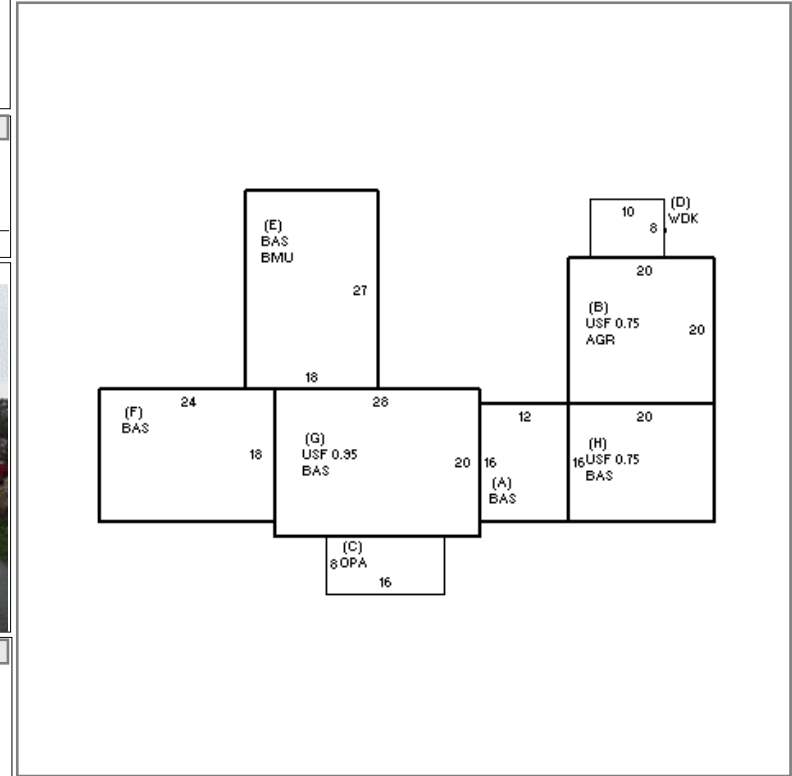 (E)
BAS
BMU
27
18
10
8
(D)
WDK
20
(B)
USF 0.75
AGR
20
24
(F)
BAS
18
28
(G)
USF 0.95
BAS
20
12
16
(A)
BAS
20
(H)
16 USF 0.75
BAS
(C)
8 OPA
16